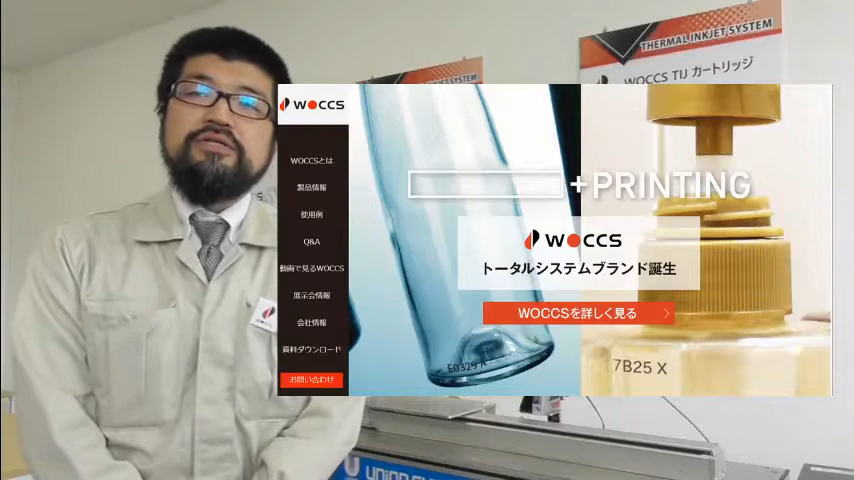 THERMAL INKJET SYSTEM
WOCCS TIJ カートリッジ
WOCCS
WOCCSとは
製品情報
使用例
Q&A
動画で見るWOCCS
展示会情報
会社情報
資料ダウンロード
お問い合わせ
+PRINTING
WOCCS
トータルシステムブランド誕生
WOCCSを詳しく見る
E0329 A
7B25 X